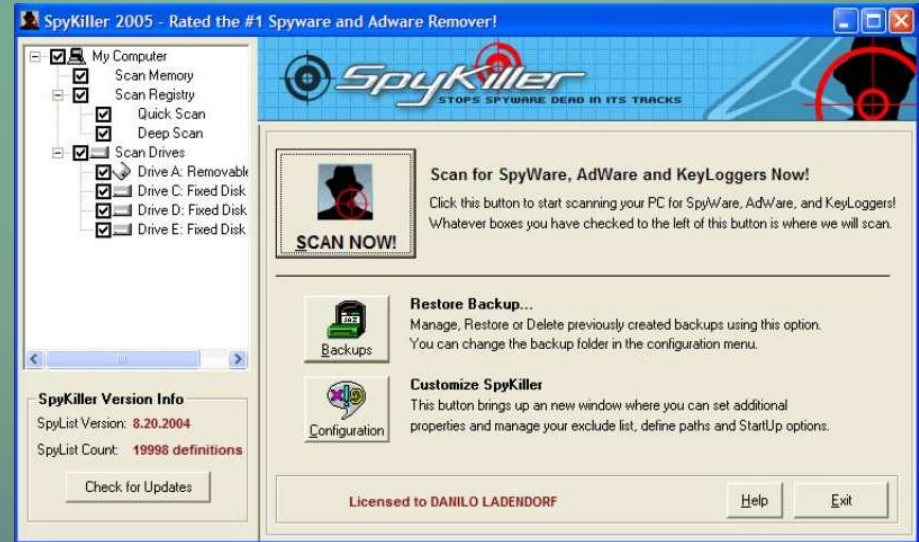 SpyKiller 2005 - Rated the #1 Spyware and Adware Remover!
My Computer
Scan Memory
Scan Registry
Quick Scan
Deep Scan
Scan Drives
Drive A: Removable
Drive C: Fixed Disk
Drive D: Fixed Disk
Drive E: Fixed Disk
SpyKiller Version Info
SpyList Version: 8.20.2004
SpyList Count: 19998 definitions
Check for Updates
SpyKiller
STOPS SPYWARE DEAD IN ITS TRACKS
SCAN NOW!
Scan for SpyWare, AdWare and KeyLoggers Now!
Click this button to start scanning your PC for SpyWare, AdWare, and KeyLoggers!
Whatever boxes you have checked to the left of this button is where we will scan.
JAZ
Backups
Restore Backup...
Manage, Restore or Delete previously created backups using this option.
You can change the backup folder in the configuration menu.
Configuration
Customize SpyKiller
This button brings up an new window where you can set additional
properties and manage your exclude list, define paths and StartUp options.
Licensed to DANILO LADENDORF
Help
Exit